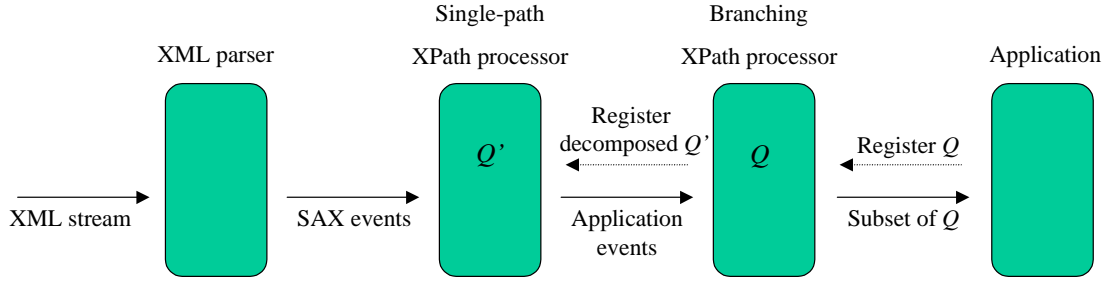 Single-path
Branching
XML parser
XPath processor
XPath processor
Application
Register
decomposed Q’
Q’
Q
Register Q
XML stream
SAX events
Application
events
Subset of Q